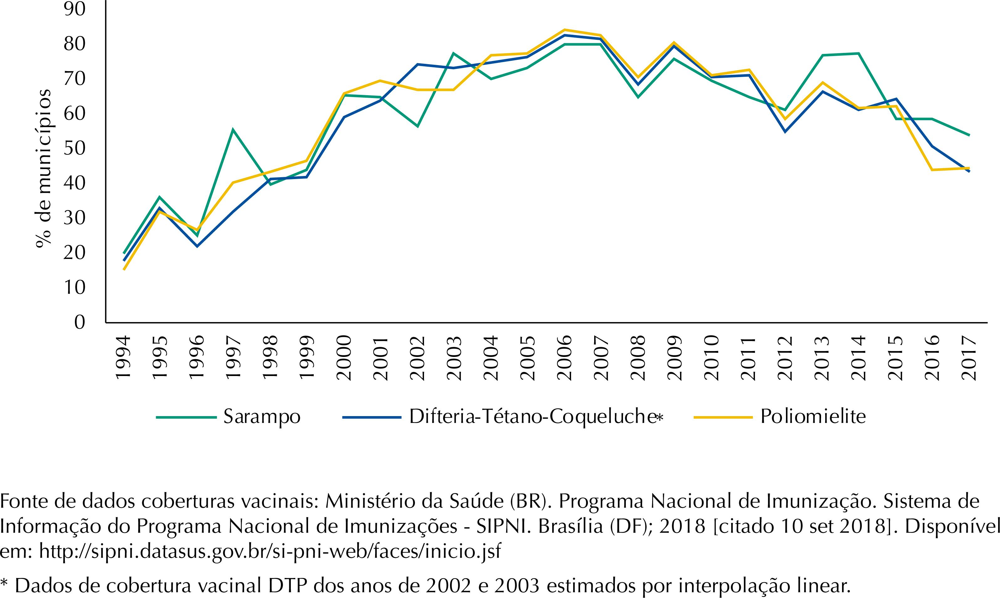 90
80
70
60
50
40
30
20
10
0
% de municípios
1994 1995 1996 1997 1998 1999 2000 2001 2002 2003 2004 2005 2006 2007 2008 2009 2010 2011 2012 2013 2014 2015 2016 2017
Sarampo Difteria-Tétano-Coqueluche* Poliomielite
Fonte de dados coberturas vacinais: Ministério da Saúde (BR). Programa Nacional de Imunização. Sistema de
Informação do Programa Nacional de Imunizações - SIPNI. Brasília (DF); 2018 [citado 10 set 2018]. Disponível
em: http://sipni.datasus.gov.br/si-pni-web/faces/inicio.jsf
* Dados de cobertura vacinal DTP dos anos de 2002 e 2003 estimados por interpolação linear.